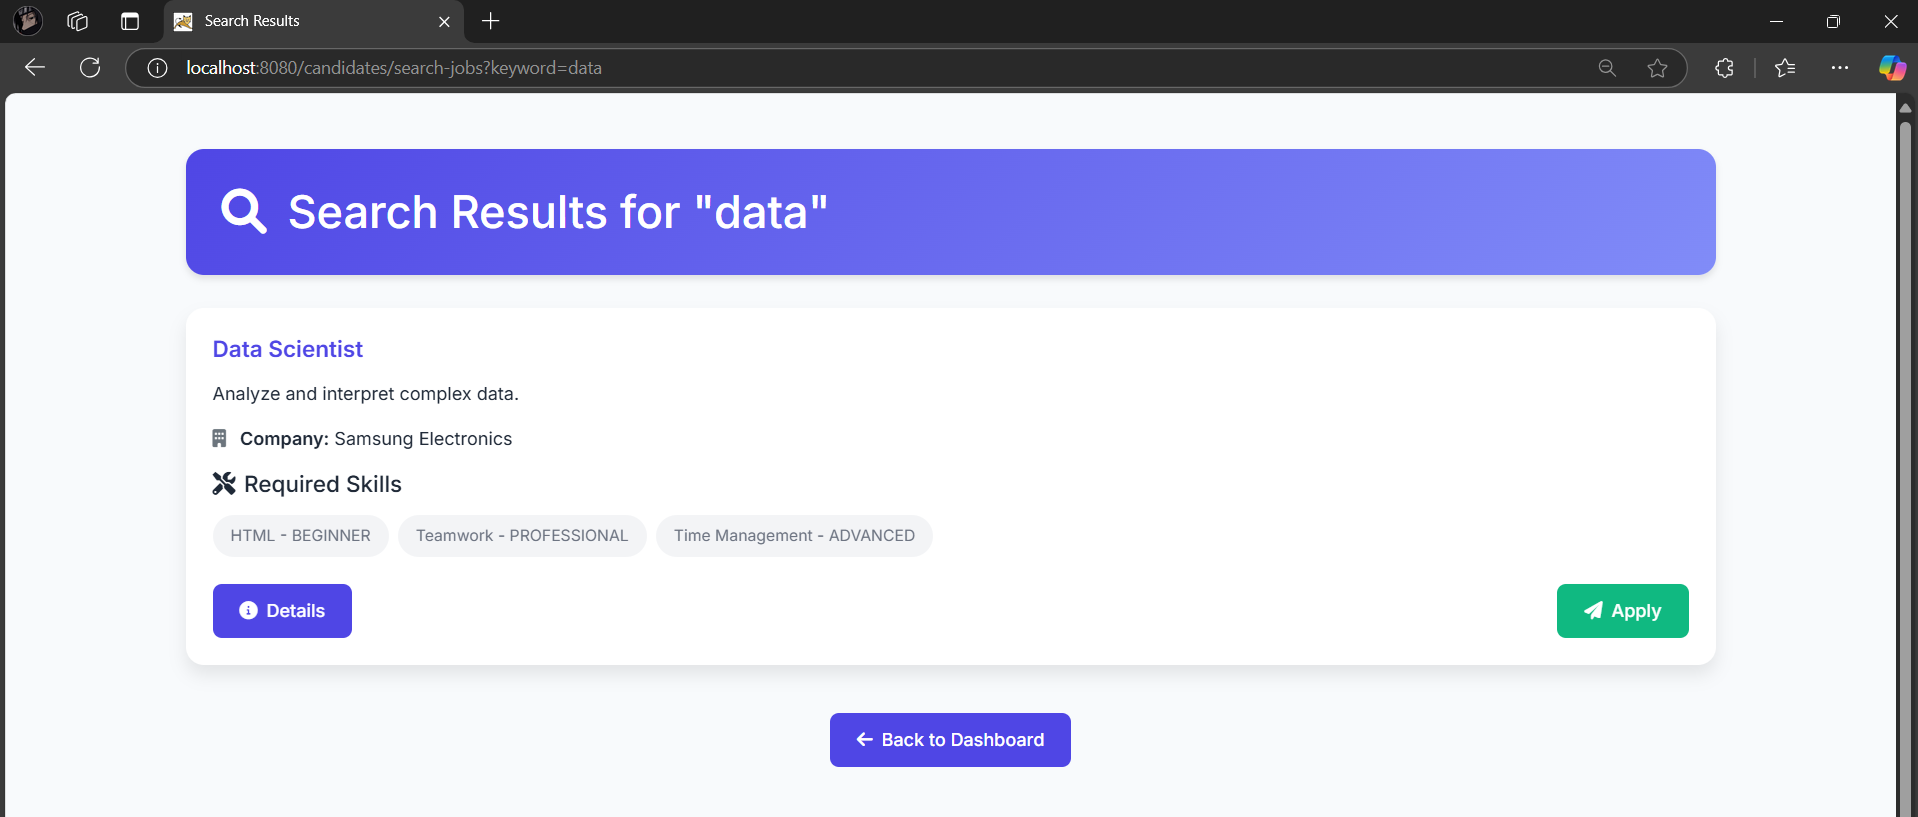 Search Results
localhost:8080/candidates/search-jobs?keyword=data
Search Results for "data"
Data Scientist
Analyze and interpret complex data.
Company: Samsung Electronics
Required Skills
HTML - BEGINNER Teamwork - PROFESSIONAL Time Management - ADVANCED
Details Apply
Back to Dashboard